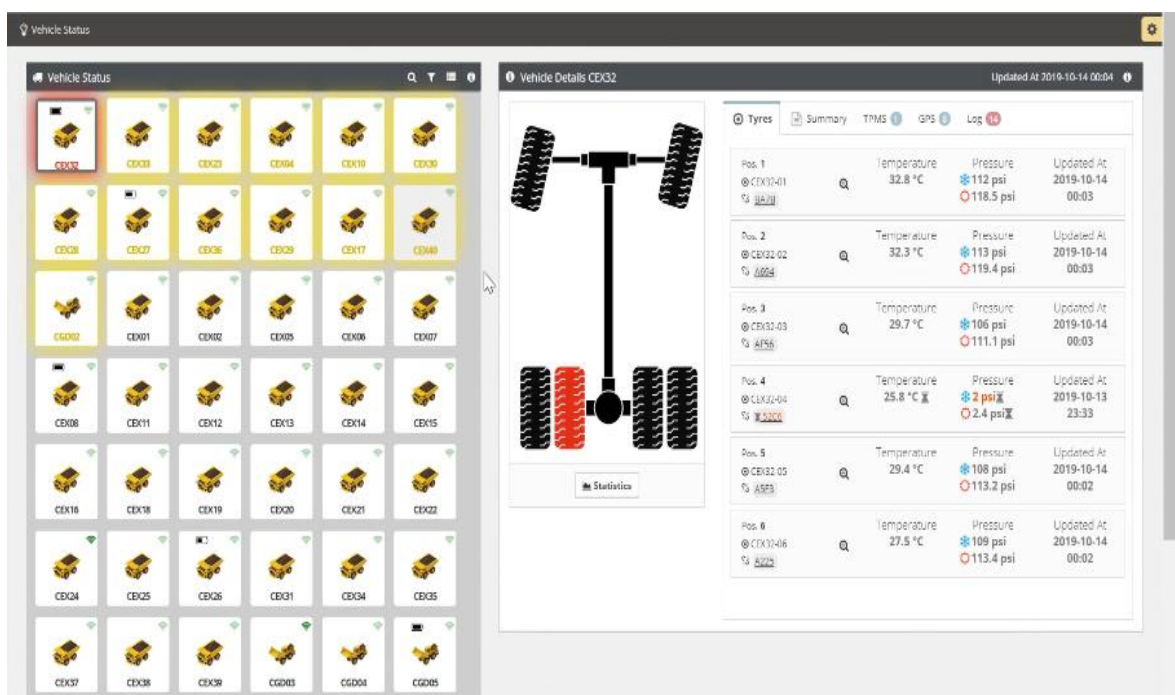 Vehicle Status
Vehicle Status
CEX32 CEX03 CEX23 CEX04 CEX10 CEX30
CEX28 CEX27 CEX36 CEX29 CEX17 CEX40
CGD02 CEX01 CEX02 CEX05 CEX06 CEX07
CEX08 CEX11 CEX12 CEX13 CEX14 CEX15
CEX16 CEX18 CEX19 CEX20 CEX21 CEX22
CEX24 CEX25 CEX26 CEX31 CEX34 CEX35
CEX37 CEX38 CEX39 CGD03 CGD04 CGD05
Vehicle Details CEX32 Updated At 2019-10-14 00:04
Statistics
Tyres Summary TPMS GPS Log 14
Pos. 1 Temperature Pressure Updated At
CEX32-01 32.8 °C 112 psi 2019-10-14
118.5 psi 00:03
Pos. 2 Temperature Pressure Updated At
CEX32-02 32.3 °C 113 psi 2019-10-14
A694 119.4 psi 00:03
Pos. 3 Temperature Pressure Updated At
CEX32-03 29.7 °C 106 psi 2019-10-14
AF56 111.1 psi 00:03
Pos. 4 Temperature Pressure Updated At
CEX32-04 25.8 °C 2 psi 2019-10-13
52C6 2.4 psi 23:33
Pos. 5 Temperature Pressure Updated At
CEX32-05 29.4 °C 108 psi 2019-10-14
A5F3 113.2 psi 00:02
Pos. 6 Temperature Pressure Updated At
CEX32-06 27.5 °C 109 psi 2019-10-14
A225 113.4 psi 00:02